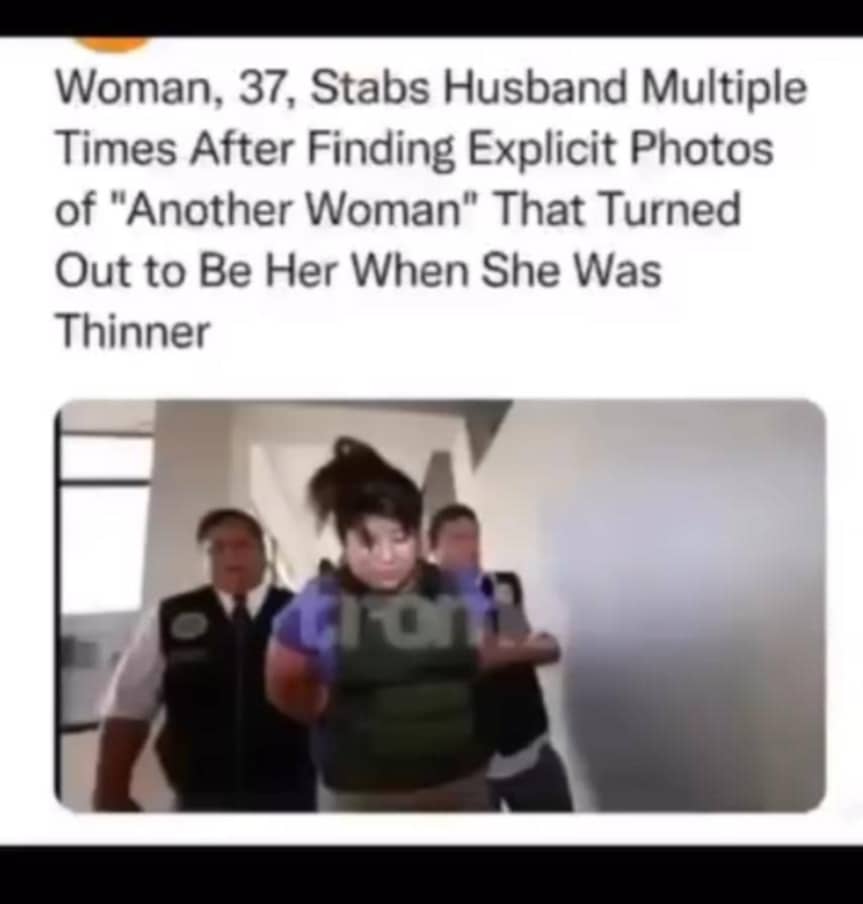 Woman, 37, Stabs Husband Multiple
Times After Finding Explicit Photos
of "Another Woman" That Turned
Out to Be Her When She Was
Thinner